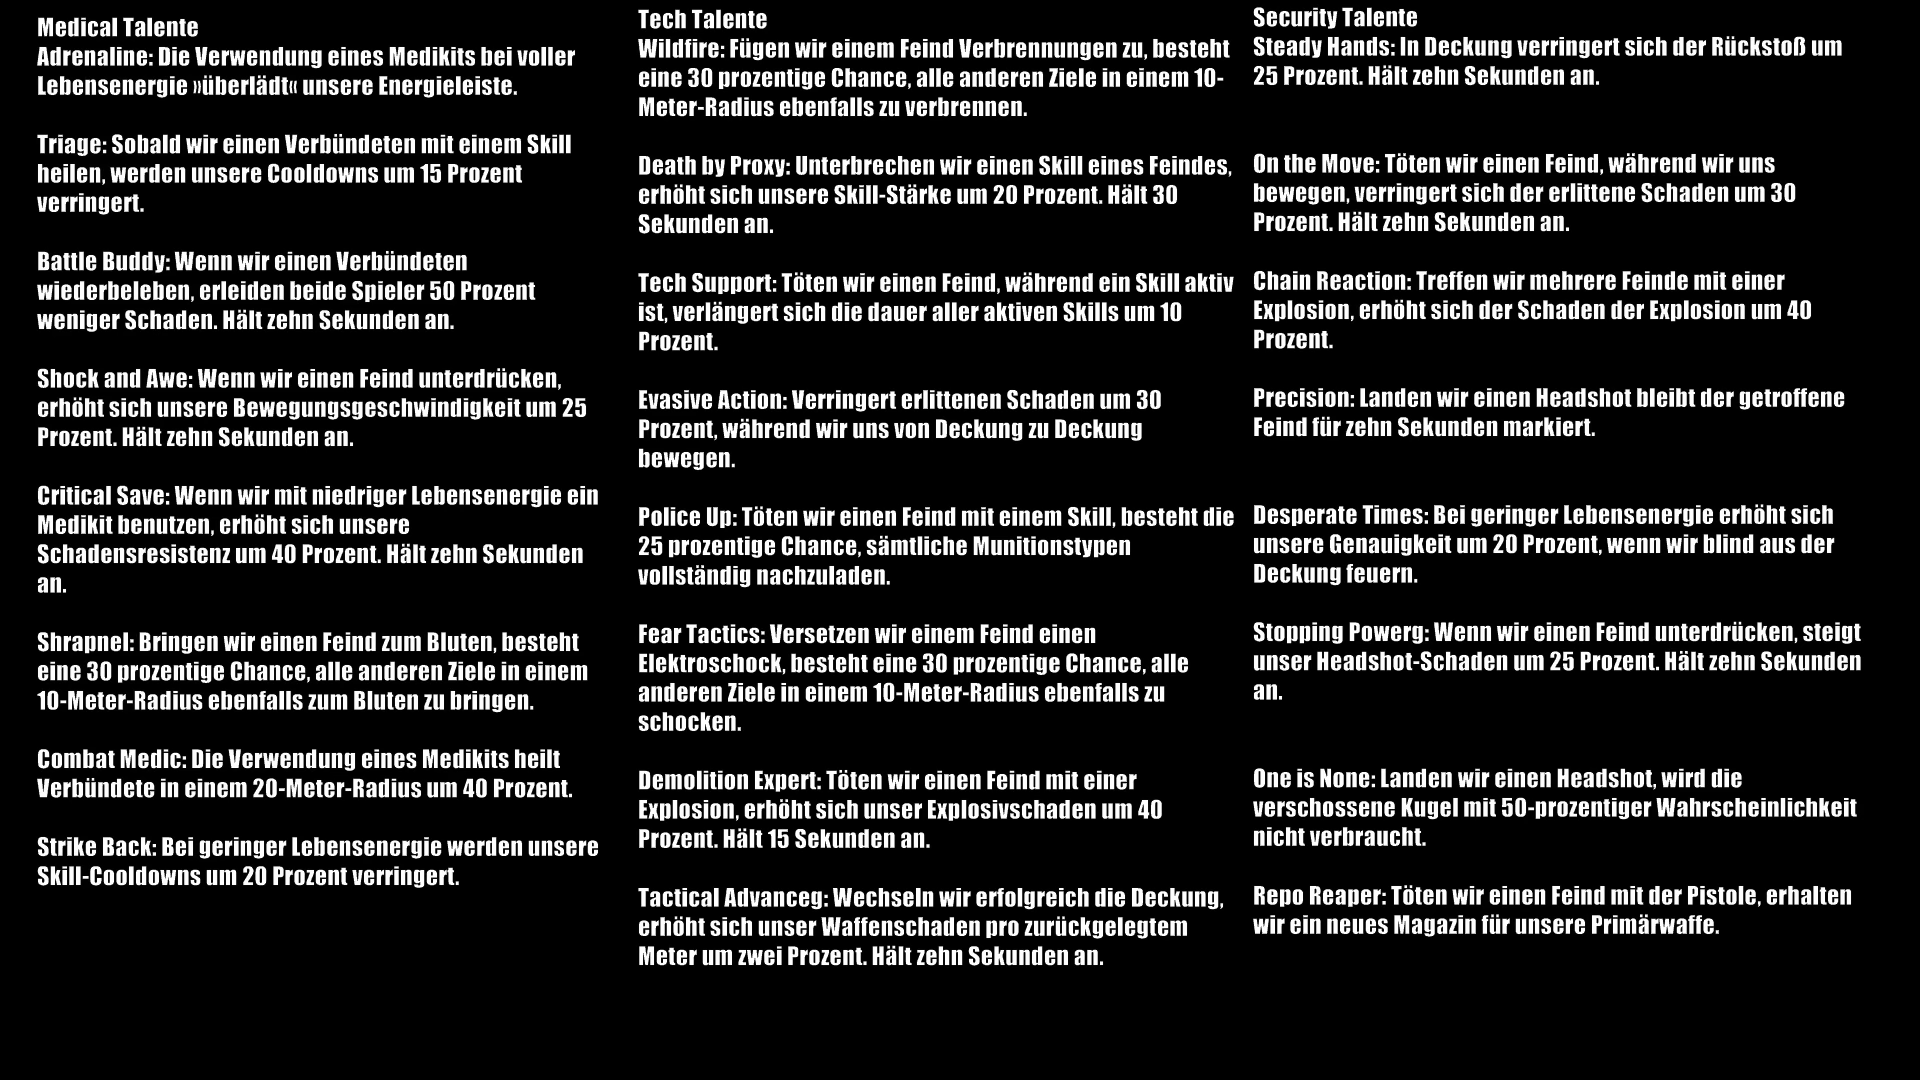 Medical Talente
Adrenaline: Die Verwendung eines Medikits bei voller
Lebensenergie »überlädt« unsere Energieleiste.
Triage: Sobald wir einen Verbündeten mit einem Skill
heilen, werden unsere Cooldowns um 15 Prozent
verringert.
Battle Buddy: Wenn wir einen Verbündeten
wiederbeleben, erleiden beide Spieler 50 Prozent
weniger Schaden. Hält zehn Sekunden an.
Shock and Awe: Wenn wir einen Feind unterdrücken,
erhöht sich unsere Bewegungsgeschwindigkeit um 25
Prozent. Hält zehn Sekunden an.
Critical Save: Wenn wir mit niedriger Lebensenergie ein
Medikit benutzen, erhöht sich unsere
Schadensresistenz um 40 Prozent. Hält zehn Sekunden
an.
Shrapnel: Bringen wir einen Feind zum Bluten, besteht
eine 30 prozentige Chance, alle anderen Ziele in einem
10-Meter-Radius ebenfalls zum Bluten zu bringen.
Combat Medic: Die Verwendung eines Medikits heilt
Verbündete in einem 20-Meter-Radius um 40 Prozent.
Strike Back: Bei geringer Lebensenergie werden unsere
Skill-Cooldowns um 20 Prozent verringert.
Tech Talente
Wildfire: Fügen wir einem Feind Verbrennungen zu, besteht
eine 30 prozentige Chance, alle anderen Ziele in einem 10-
Meter-Radius ebenfalls zu verbrennen.
Death by Proxy: Unterbrechen wir einen Skill eines Feindes,
erhöht sich unsere Skill-Stärke um 20 Prozent. Hält 30
Sekunden an.
Tech Support: Töten wir einen Feind, während ein Skill aktiv
ist, verlängert sich die dauer aller aktiven Skills um 10
Prozent.
Evasive Action: Verringert erlittenen Schaden um 30
Prozent, während wir uns von Deckung zu Deckung
bewegen.
Police Up: Töten wir einen Feind mit einem Skill, besteht die
25 prozentige Chance, sämtliche Munitionstypen
vollständig nachzuladen.
Fear Tactics: Versetzen wir einem Feind einen
Elektroschock, besteht eine 30 prozentige Chance, alle
anderen Ziele in einem 10-Meter-Radius ebenfalls zu
schocken.
Demolition Expert: Töten wir einen Feind mit einer
Explosion, erhöht sich unser Explosivschaden um 40
Prozent. Hält 15 Sekunden an.
Tactical Advanceg: Wechseln wir erfolgreich die Deckung,
erhöht sich unser Waffenschaden pro zurückgelegtem
Meter um zwei Prozent. Hält zehn Sekunden an.
Security Talente
Steady Hands: In Deckung verringert sich der Rückstoß um
25 Prozent. Hält zehn Sekunden an.
On the Move: Töten wir einen Feind, während wir uns
bewegen, verringert sich der erlittene Schaden um 30
Prozent. Hält zehn Sekunden an.
Chain Reaction: Treffen wir mehrere Feinde mit einer
Explosion, erhöht sich der Schaden der Explosion um 40
Prozent.
Precision: Landen wir einen Headshot bleibt der getroffene
Feind für zehn Sekunden markiert.
Desperate Times: Bei geringer Lebensenergie erhöht sich
unsere Genauigkeit um 20 Prozent, wenn wir blind aus der
Deckung feuern.
Stopping Powerg: Wenn wir einen Feind unterdrücken, steigt
unser Headshot-Schaden um 25 Prozent. Hält zehn Sekunden
an.
One is None: Landen wir einen Headshot, wird die
verschossene Kugel mit 50-prozentiger Wahrscheinlichkeit
nicht verbraucht.
Repo Reaper: Töten wir einen Feind mit der Pistole, erhalten
wir ein neues Magazin für unsere Primärwaffe.